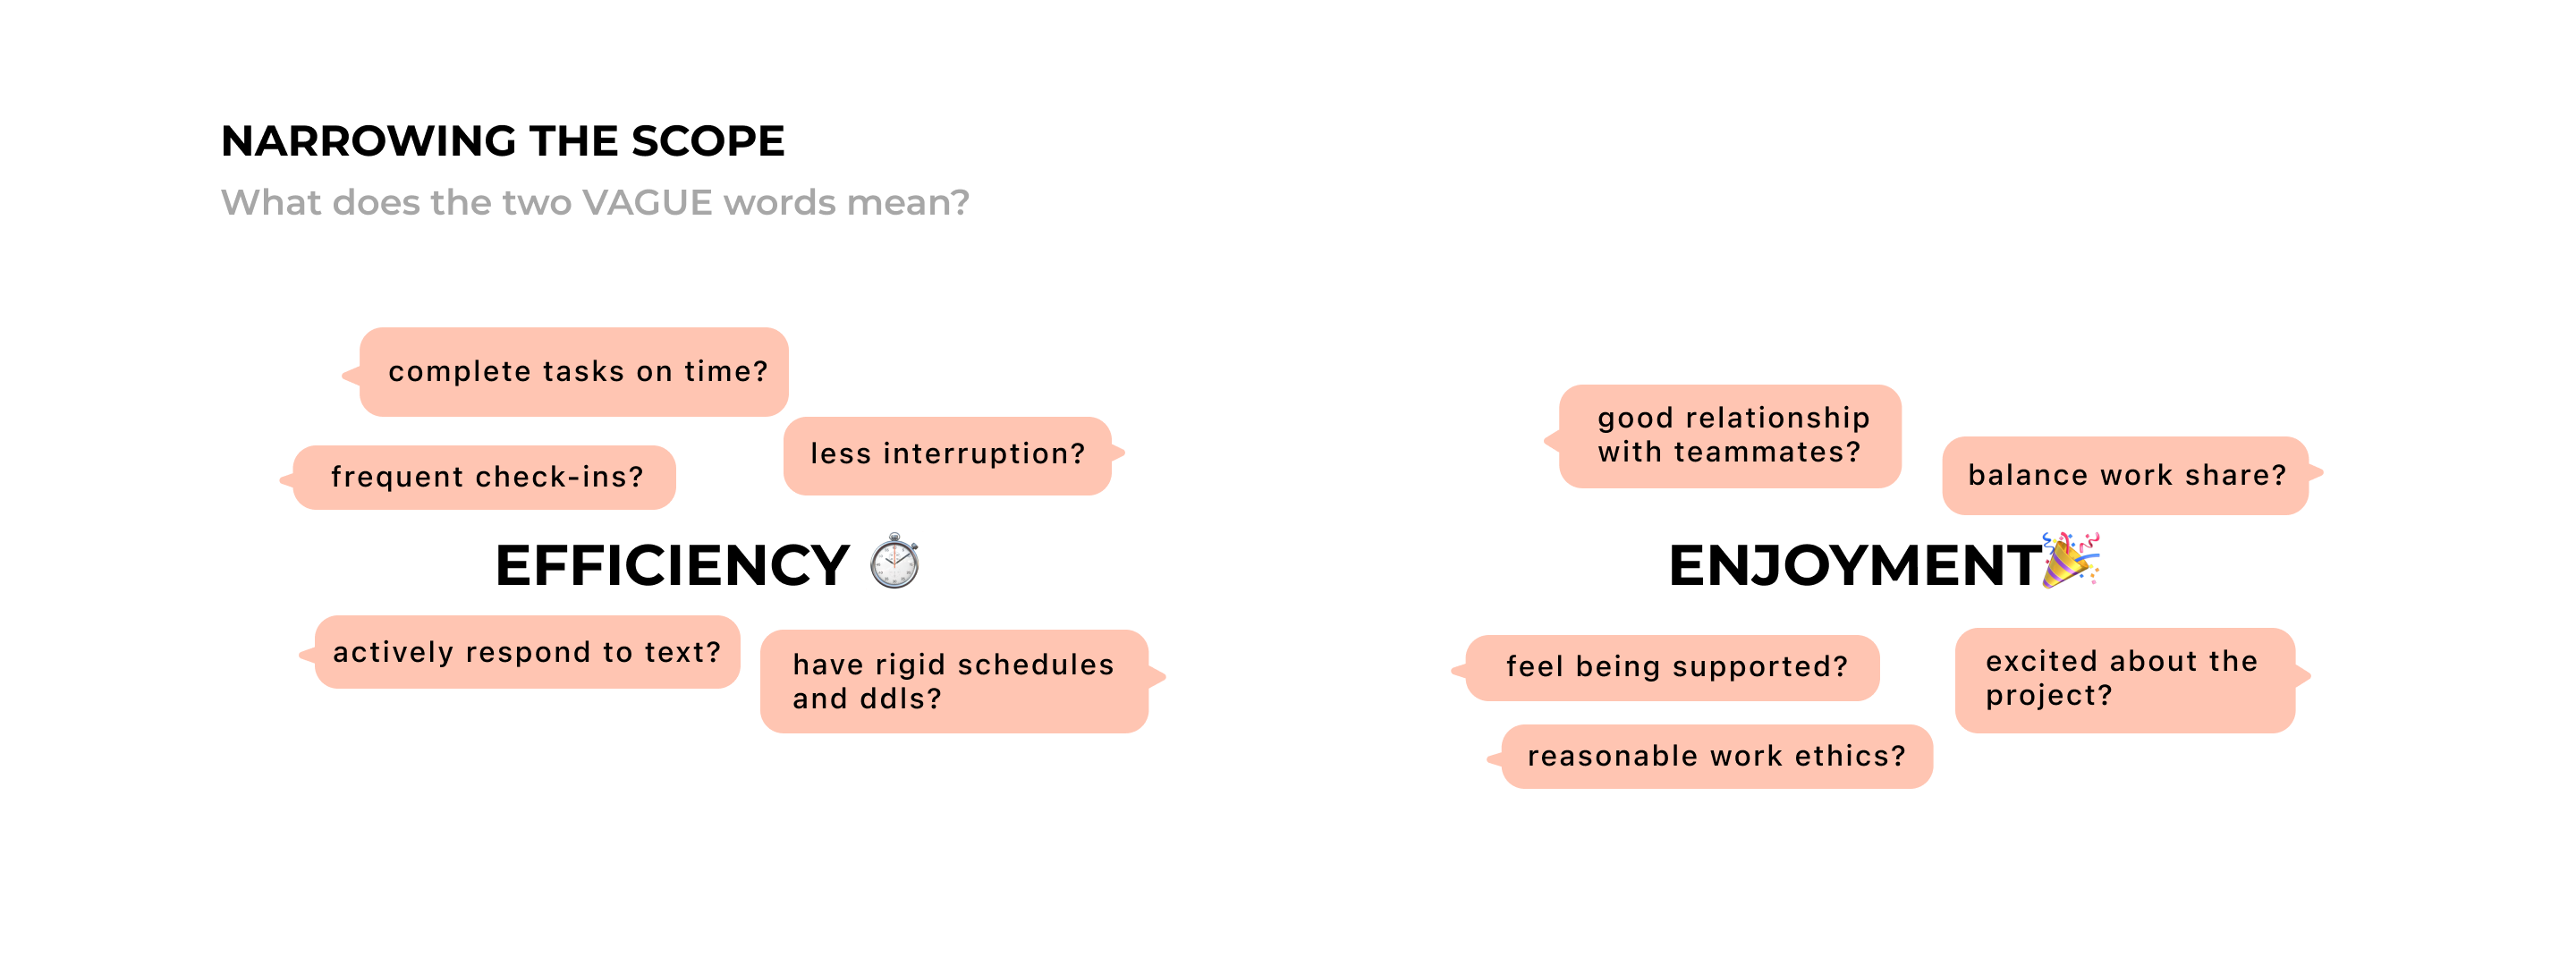 NARROWING THE SCOPE
What does the two VAGUE words mean?
complete tasks on time?
less interruption?
frequent check-ins?
EFFICIENCY
actively respond to text?
have rigid schedules
and ddls?
good relationship
with teammates?
balance work share?
ENJOYMENT
feel being supported?
excited about the
project?
reasonable work ethics?